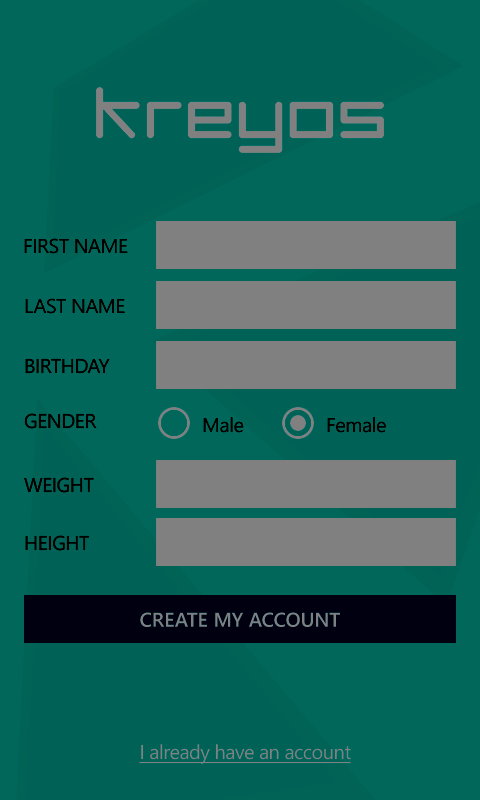 kreyos
FIRST NAME
LAST NAME
BIRTHDAY
GENDER Male Female
WEIGHT
HEIGHT
CREATE MY ACCOUNT
I already have an account